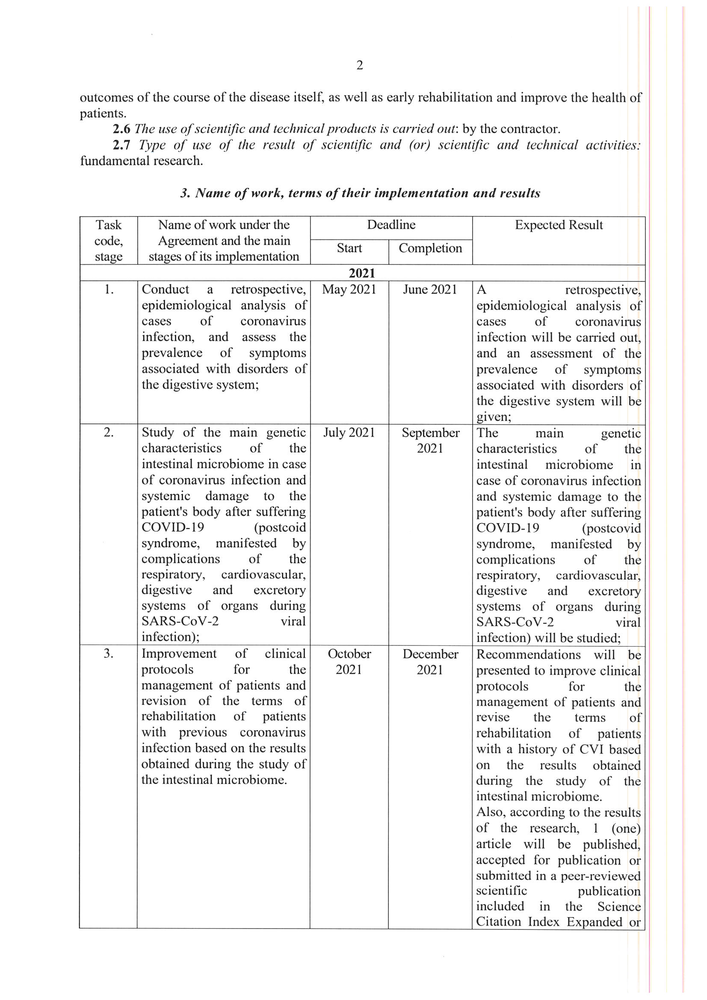 2
outcomes of the course of the disease itself, as well as early rehabilitation and improve the health of
patients.
2.6 The use of scientific and technical products is carried out: by the contractor.
2.7 Type of use of the result of scientific and (or) scientific and technical activities:
fundamental research.
3. Name of work, terms of their implementation and results
Task
code,
stage
Name of work under the
Agreement and the main
stages of its implementation
Deadline
Start
Completion
Expected Result
2021
1.
Conduct a retrospective,
epidemiological analysis of
cases of coronavirus
infection, and assess the
prevalence of symptoms
associated with disorders of
the digestive system;
May 2021
June 2021
A retrospective,
epidemiological analysis of
cases of coronavirus
infection will be carried out,
and an assessment of the
prevalence of symptoms
associated with disorders of
the digestive system will be
given;
2.
Study of the main genetic
characteristics of the
intestinal microbiome in case
of coronavirus infection and
systemic damage to the
patient's body after suffering
COVID-19 (postcoid
syndrome, manifested by
complications of the
respiratory, cardiovascular,
digestive and excretory
systems of organs during
SARS-CoV-2 viral
infection);
July 2021
September
2021
The main genetic
characteristics of the
intestinal microbiome in
case of coronavirus infection
and systemic damage to the
patient's body after suffering
COVID-19 (postcovid
syndrome, manifested by
complications of the
respiratory, cardiovascular,
digestive and excretory
systems of organs during
SARS-CoV-2 viral
infection) will be studied;
3.
Improvement of clinical
protocols for the
management of patients and
revision of the terms of
rehabilitation of patients
with previous coronavirus
infection based on the results
obtained during the study of
the intestinal microbiome.
October
2021
December
2021
Recommendations will be
presented to improve clinical
protocols for the
management of patients and
revise the terms of
rehabilitation of patients
with a history of CVI based
on the results obtained
during the study of the
intestinal microbiome.
Also, according to the results
of the research, 1 (one)
article will be published,
accepted for publication or
submitted in a peer-reviewed
scientific publication
included in the Science
Citation Index Expanded or